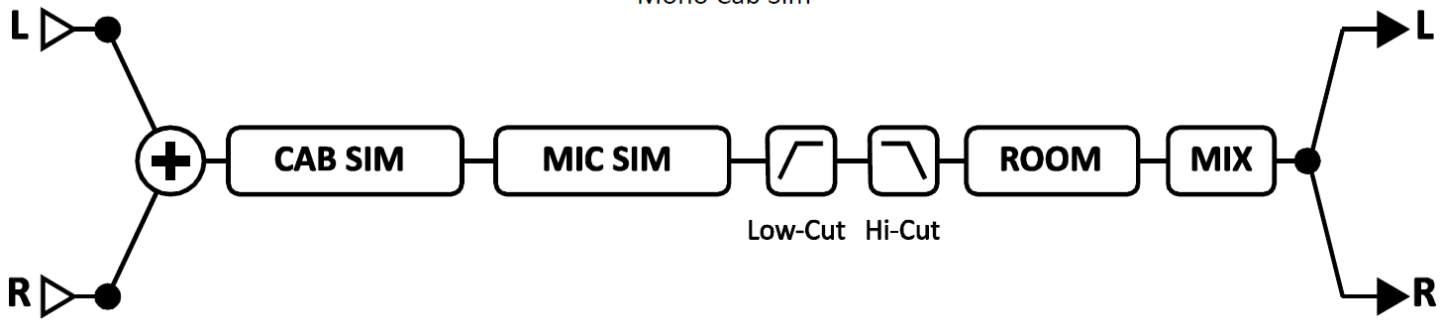 Mono Cab Sim
L
L
CAB SIM
MIC SIM
ROOM
MIX
Low-Cut
Hi-Cut
R
R